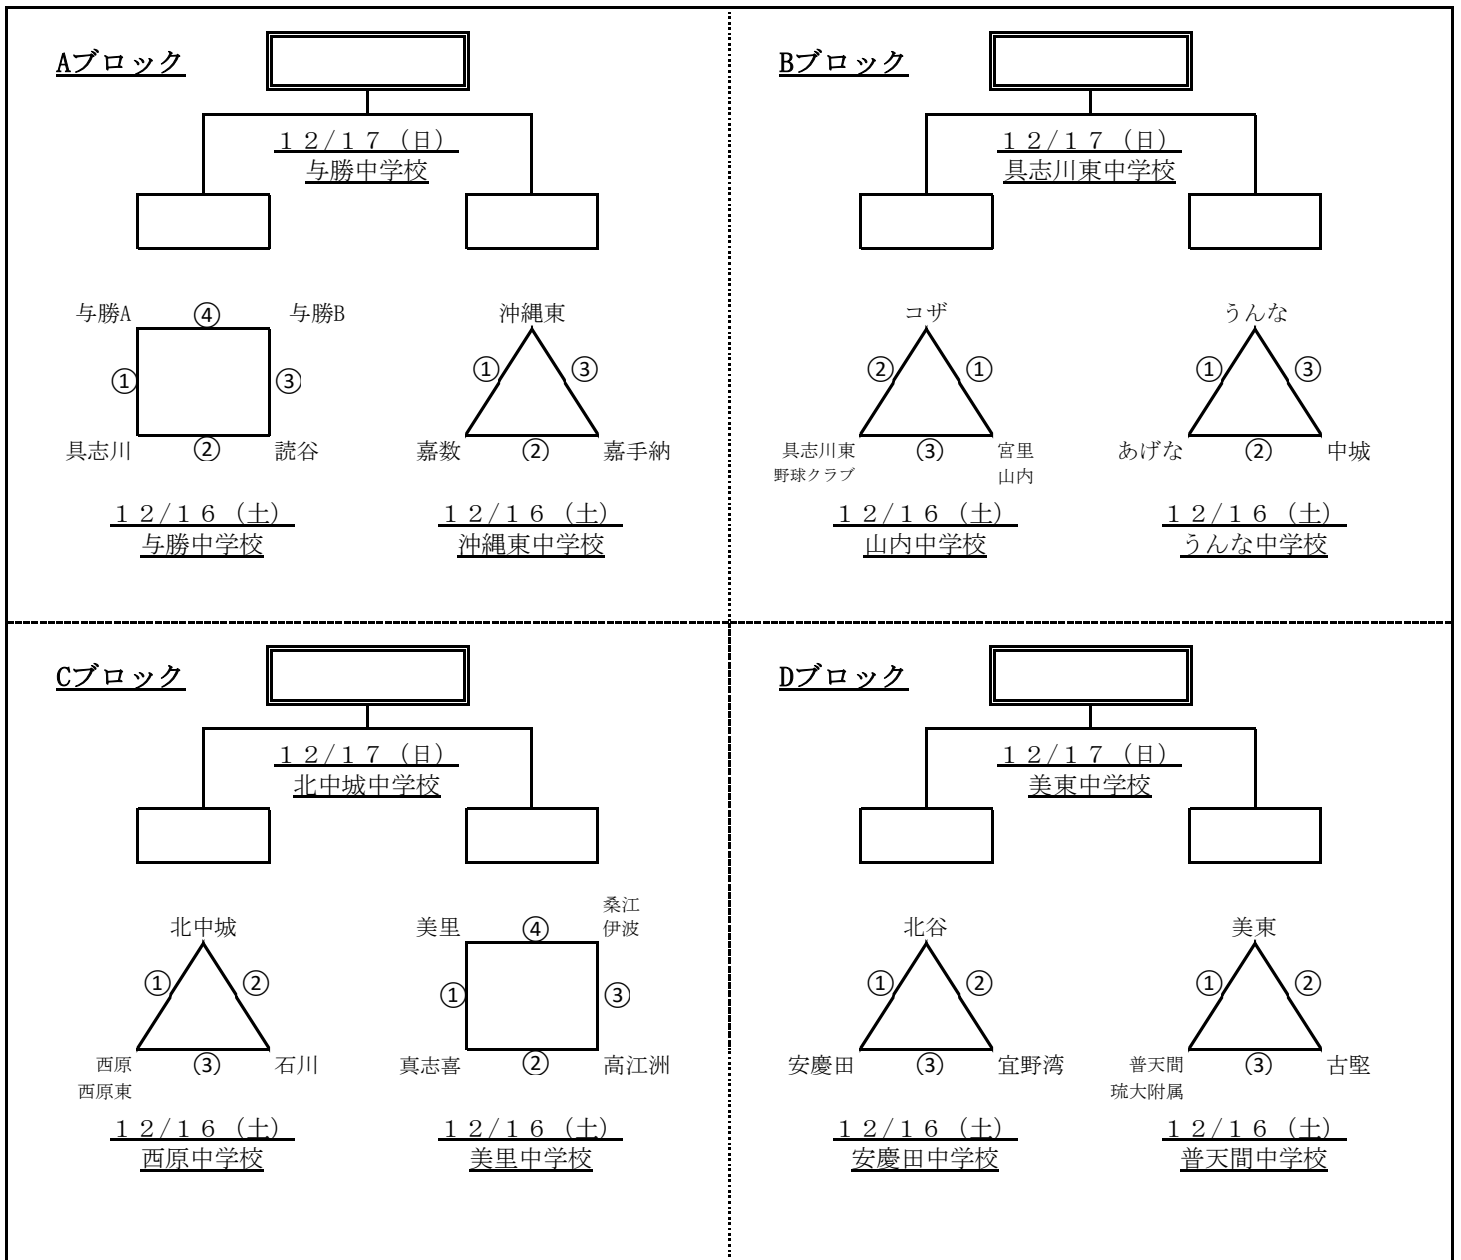 Aブロック
１２/１７（日）
与勝中学校
与勝A
④
与勝B
①
③
具志川
②
読谷
１２/１６（土）
与勝中学校
沖縄東
①
③
嘉数
②
嘉手納
１２/１６（土）
沖縄東中学校
Bブロック
１２/１７（日）
具志川東中学校
コザ
②
①
具志川東
野球クラブ
③
宮里
山内
１２/１６（土）
山内中学校
うんな
①
③
あげな
②
中城
１２/１６（土）
うんな中学校
Cブロック
１２/１７（日）
北中城中学校
北中城
①
②
西原
西原東
③
石川
１２/１６（土）
西原中学校
美里
④
桑江
伊波
①
③
真志喜
②
高江洲
１２/１６（土）
美里中学校
Dブロック
１２/１７（日）
美東中学校
北谷
①
②
安慶田
③
宜野湾
１２/１６（土）
安慶田中学校
美東
①
②
普天間
琉大附属
③
古堅
１２/１６（土）
普天間中学校